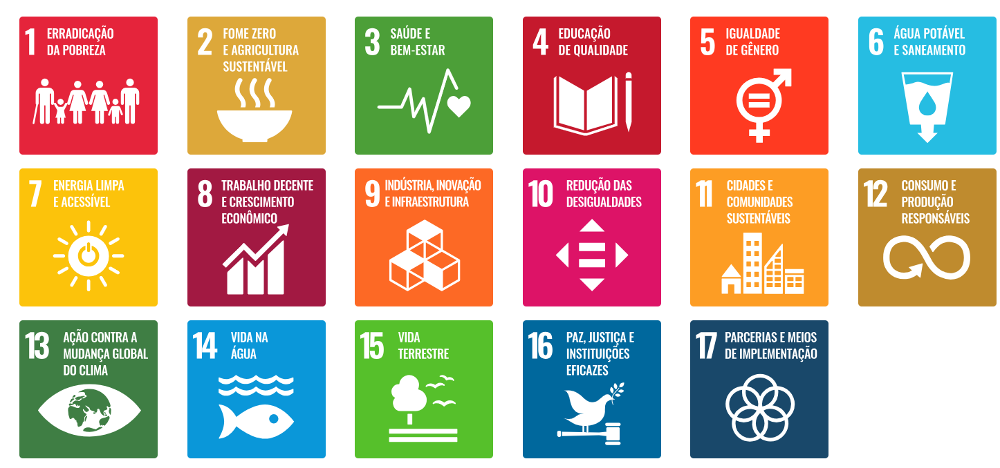 1 ERRADICAÇÃO
DA POBREZA
2 FOME ZERO
E AGRICULTURA
SUSTENTÁVEL
3 SAÚDE E
BEM-ESTAR
4 EDUCAÇÃO
DE QUALIDADE
5 IGUALDADE
DE GÊNERO
6 ÁGUA POTÁVEL
E SANEAMENTO
7 ENERGIA LIMPA
E ACESSÍVEL
8 TRABALHO DECENTE
E CRESCIMENTO
ECONÔMICO
9 INDÚSTRIA, INOVAÇÃO
E INFRAESTRUTURA
10 REDUÇÃO DAS
DESIGUALDADES
11 CIDADES E
COMUNIDADES
SUSTENTÁVEIS
12 CONSUMO E
PRODUÇÃO
RESPONSÁVEIS
13 AÇÃO CONTRA A
MUDANÇA GLOBAL
DO CLIMA
14 VIDA NA
ÁGUA
15 VIDA
TERRESTRE
16 PAZ, JUSTIÇA E
INSTITUIÇÕES
EFICAZES
17 PARCERIAS E MEIOS
DE IMPLEMENTAÇÃO